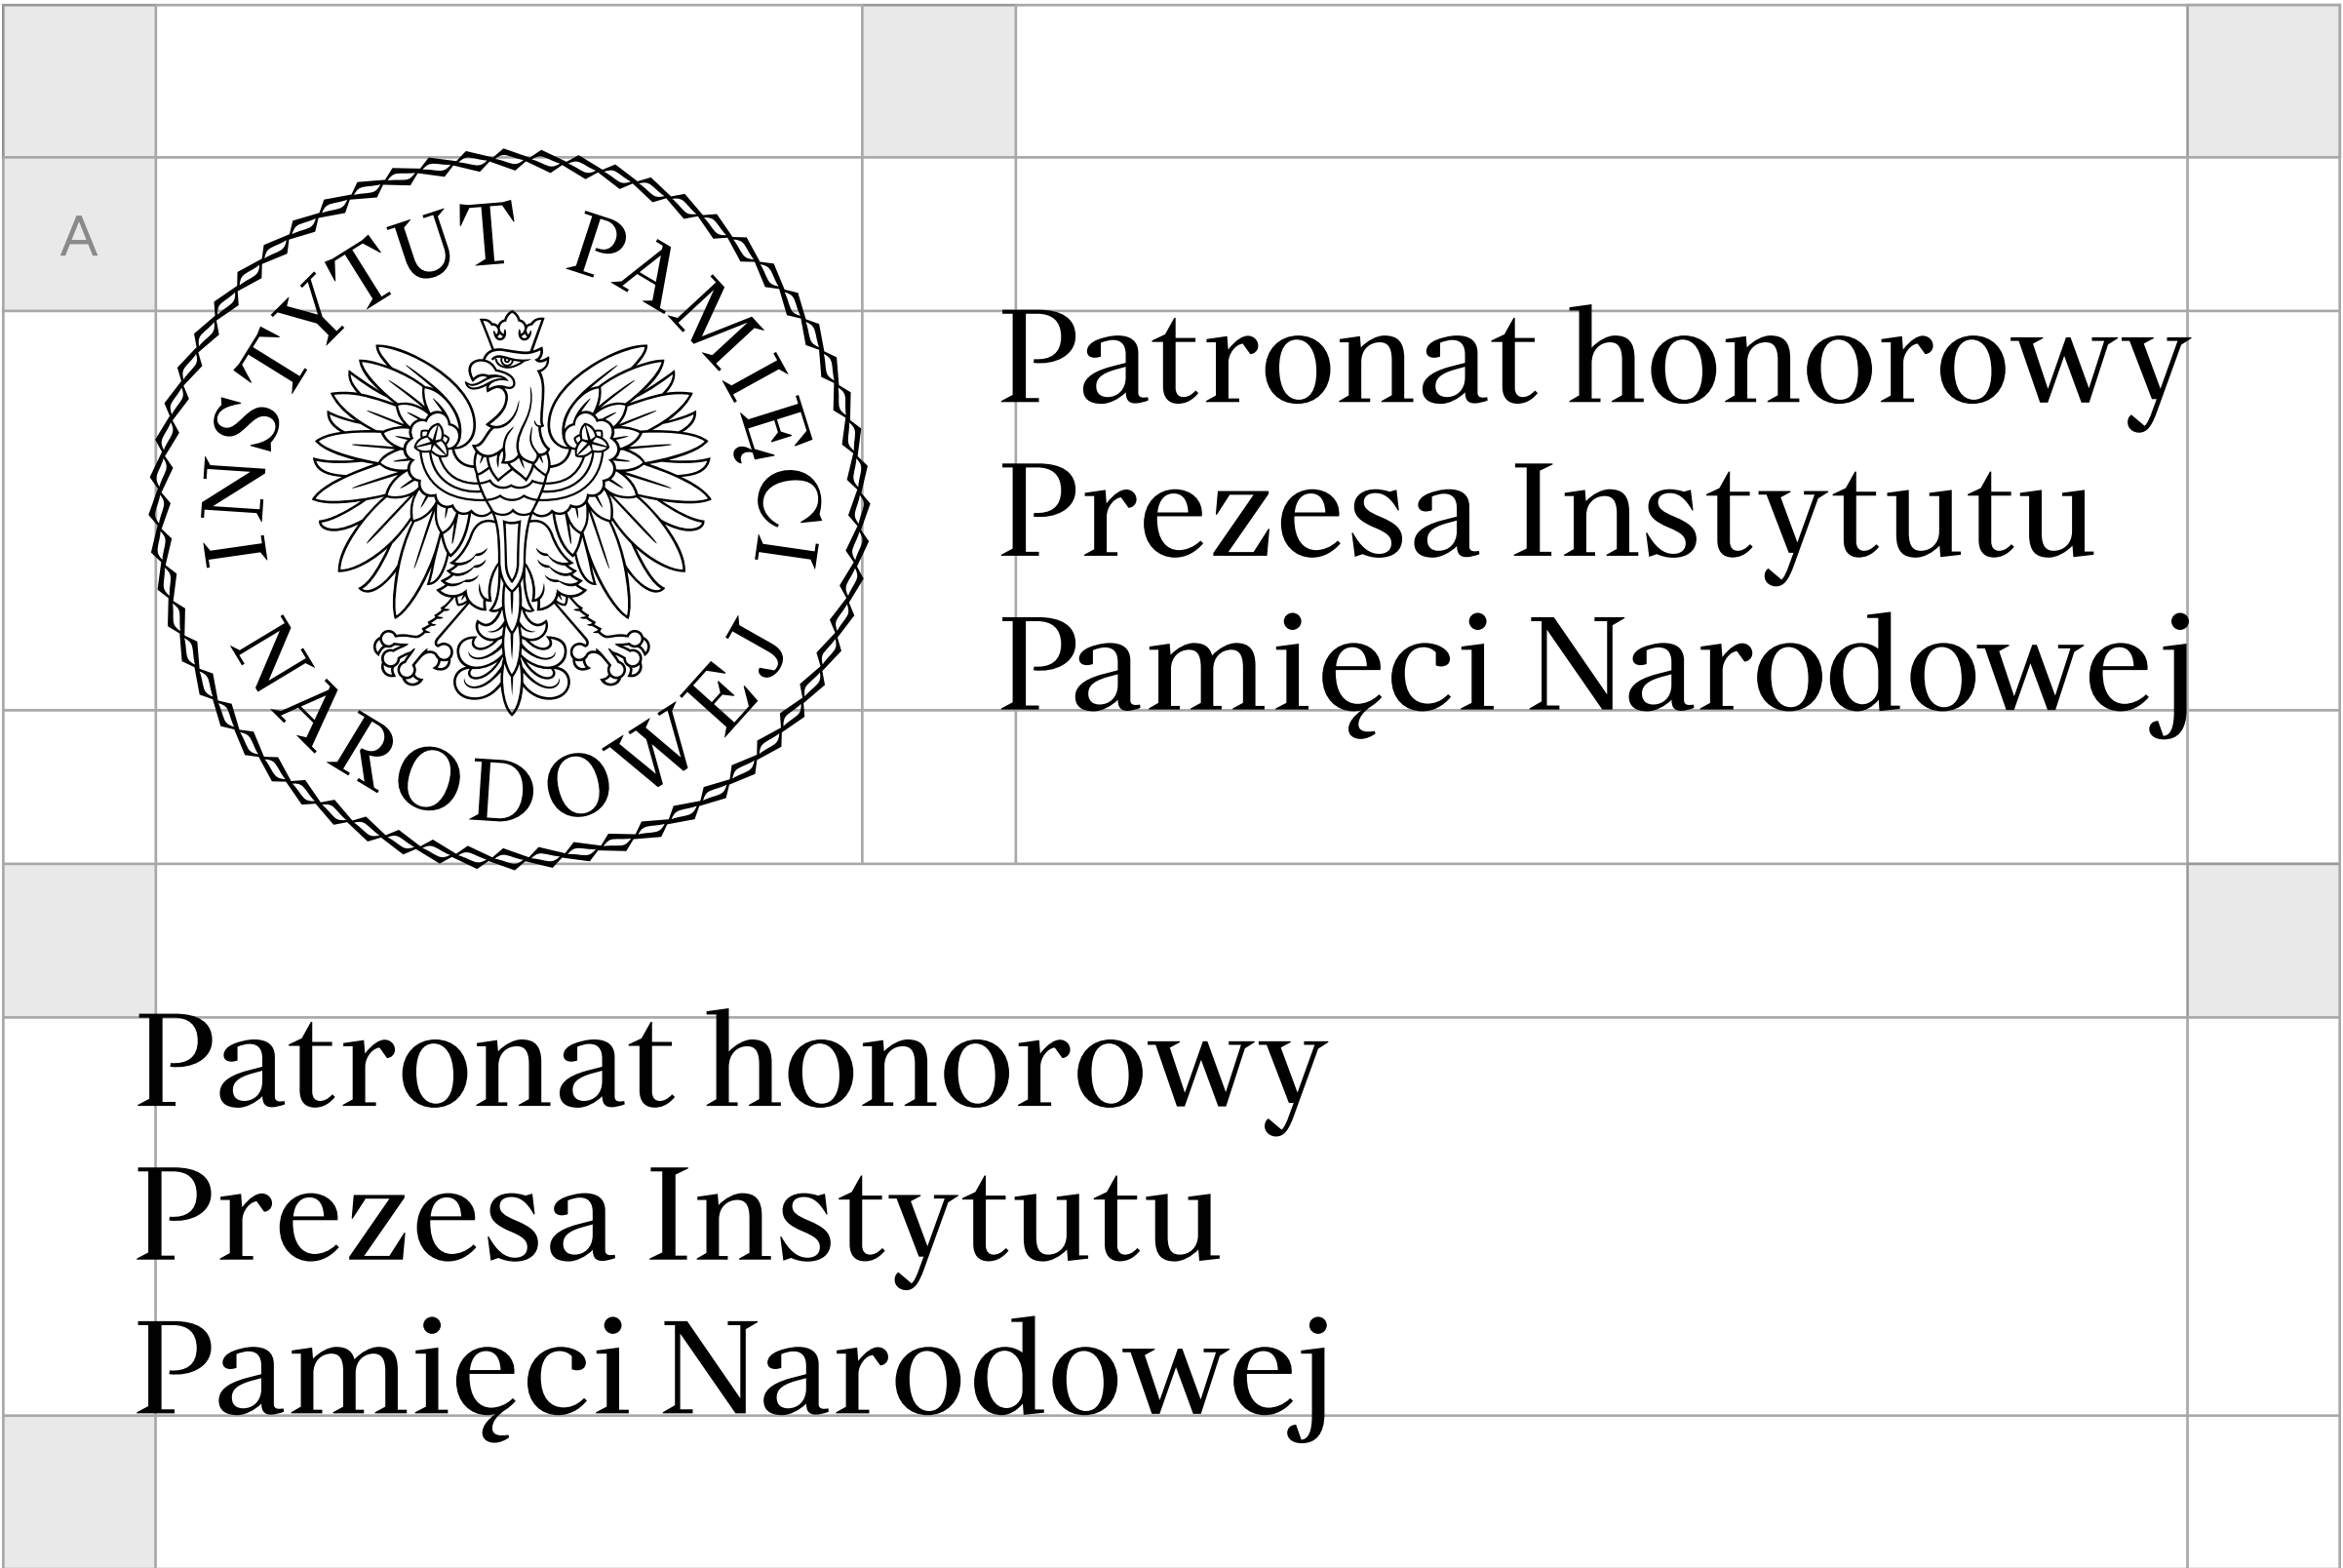 A
INSTYTUT PAMIĘCI
NARODOWEJ
Patronat honorowy
Prezesa Instytutu
Pamięci Narodowej
Patronat honorowy
Prezesa Instytutu
Pamięci Narodowej